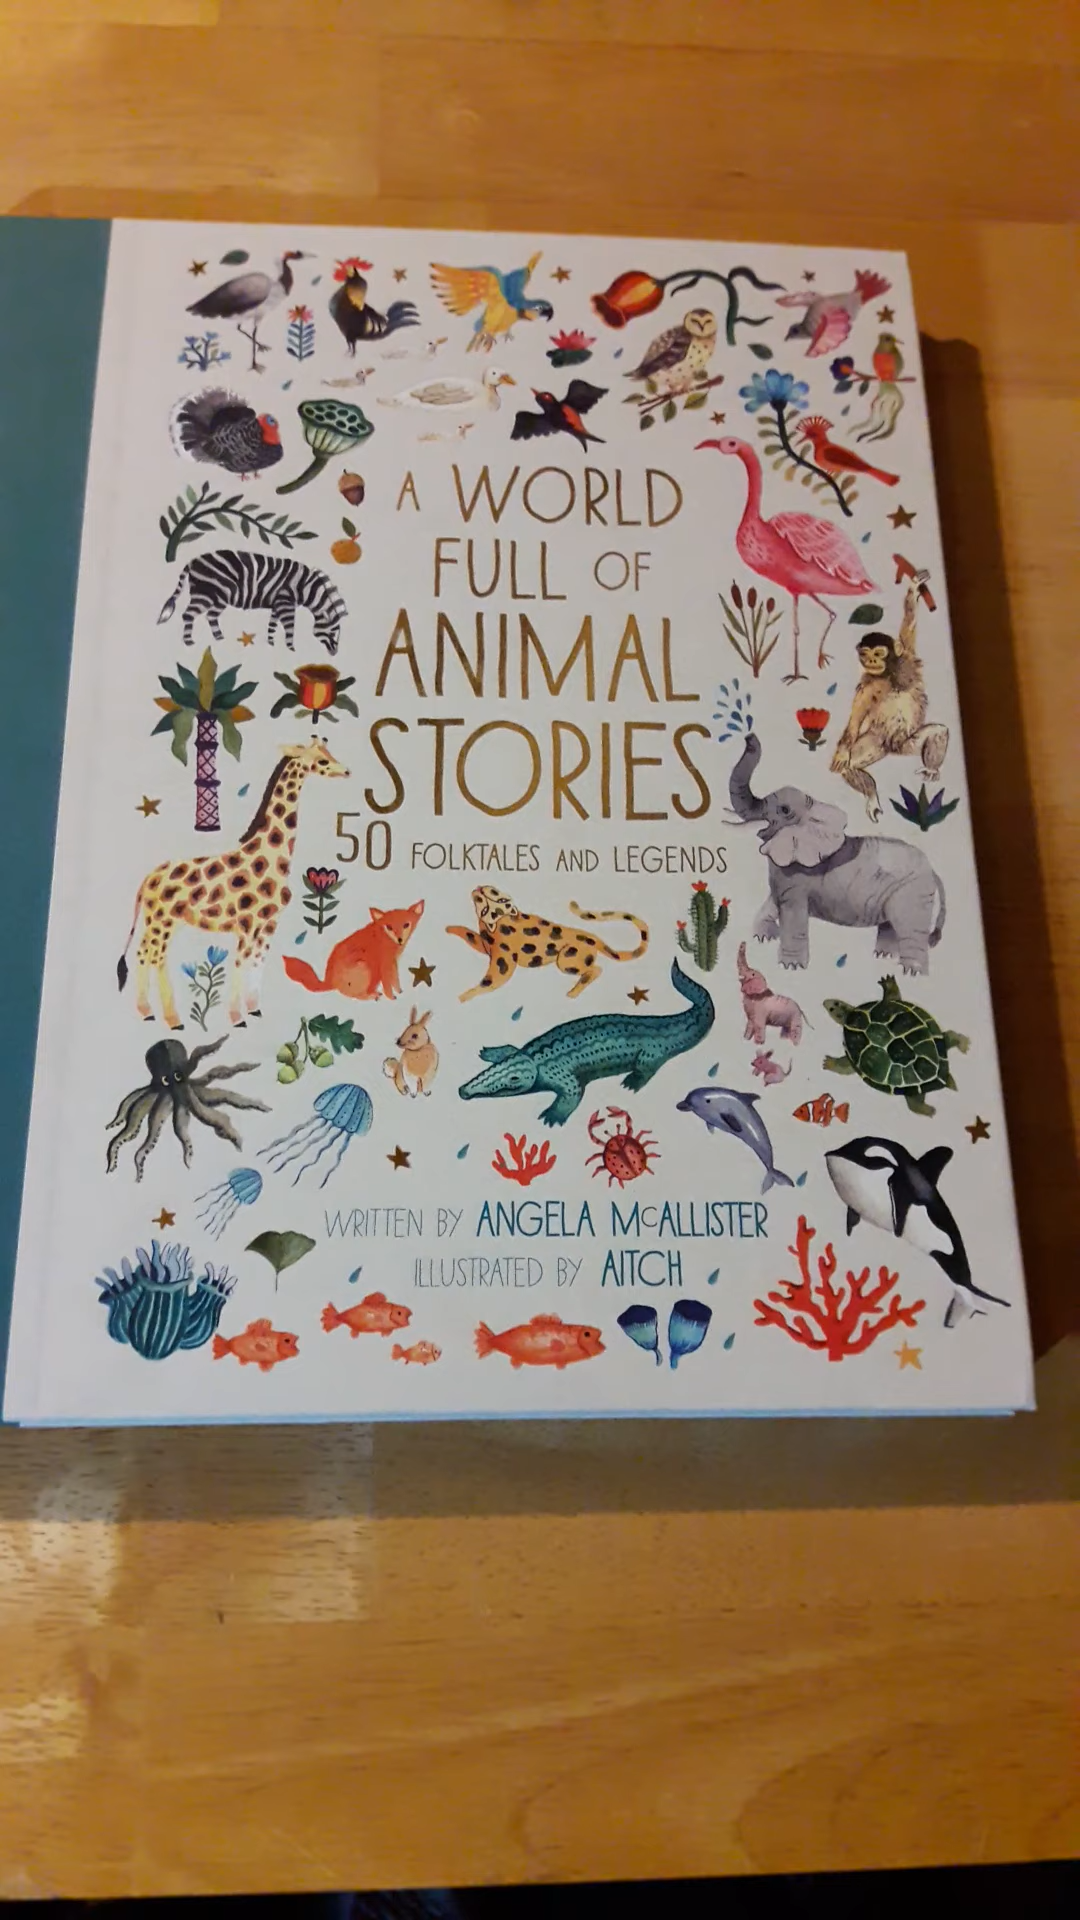 A WORLD
FULL OF
ANIMAL
STORIES
50 FOLKTALES AND LEGENDS
WRITTEN BY ANGELA McALLISTER
ILLUSTRATED BY AITCH